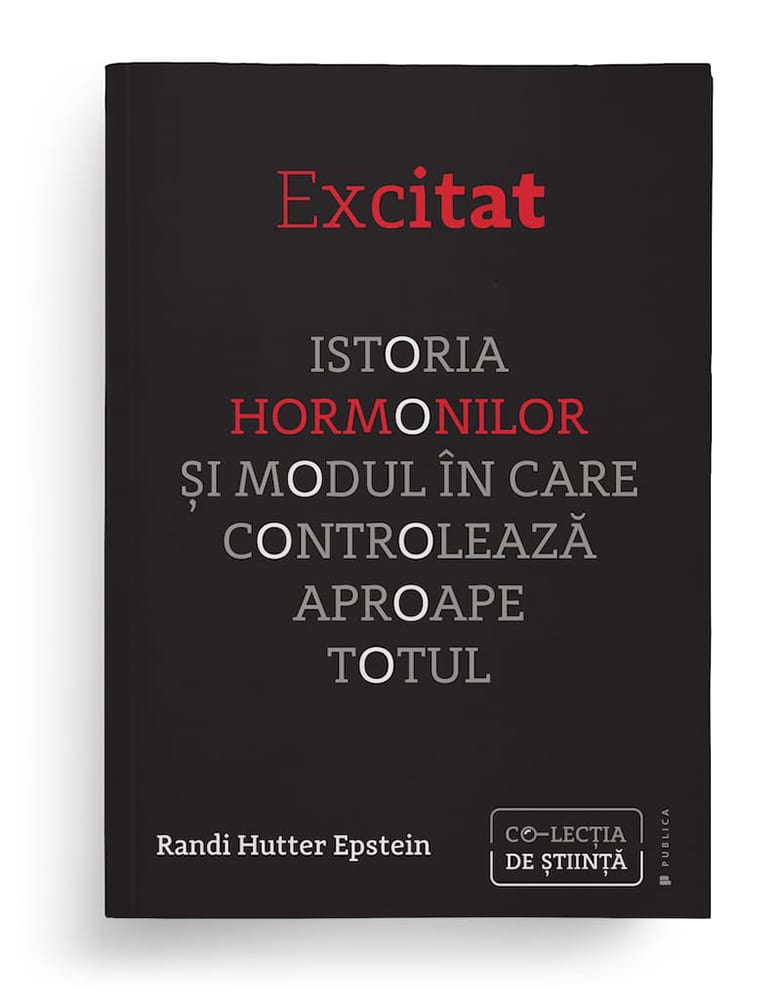 Excitat
ISTORIA
HORMONILOR
ȘI MODUL ÎN CARE
CONTROLEAZĂ
APROAPE
TOTUL
Randi Hutter Epstein
CO-LECȚIA
DE ȘTIINȚĂ
PUBLICA